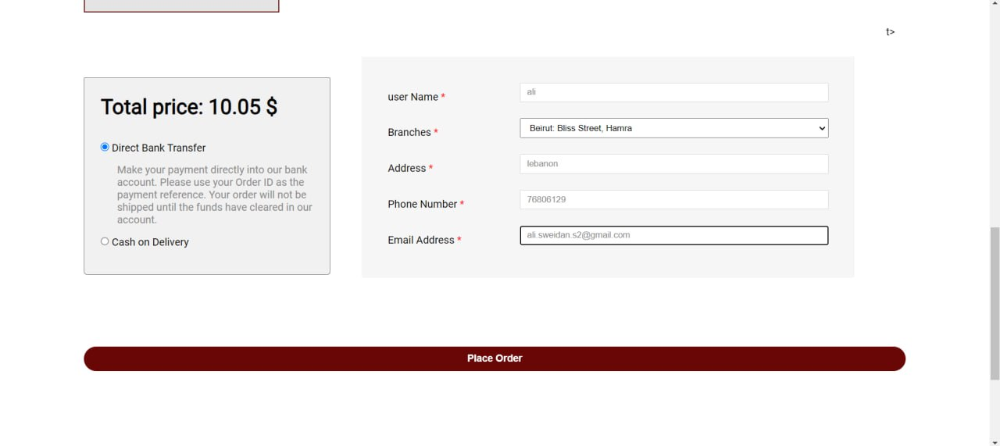 t>
Total price: 10.05 $
Direct Bank Transfer
Make your payment directly into our bank
account. Please use your Order ID as the
payment reference. Your order will not be
shipped until the funds have cleared in our
account.
Cash on Delivery
user Name * ali
Branches * Beirut: Bliss Street, Hamra
Address * lebanon
Phone Number * 76806129
Email Address * ali.sweidan.s2@gmail.com
Place Order